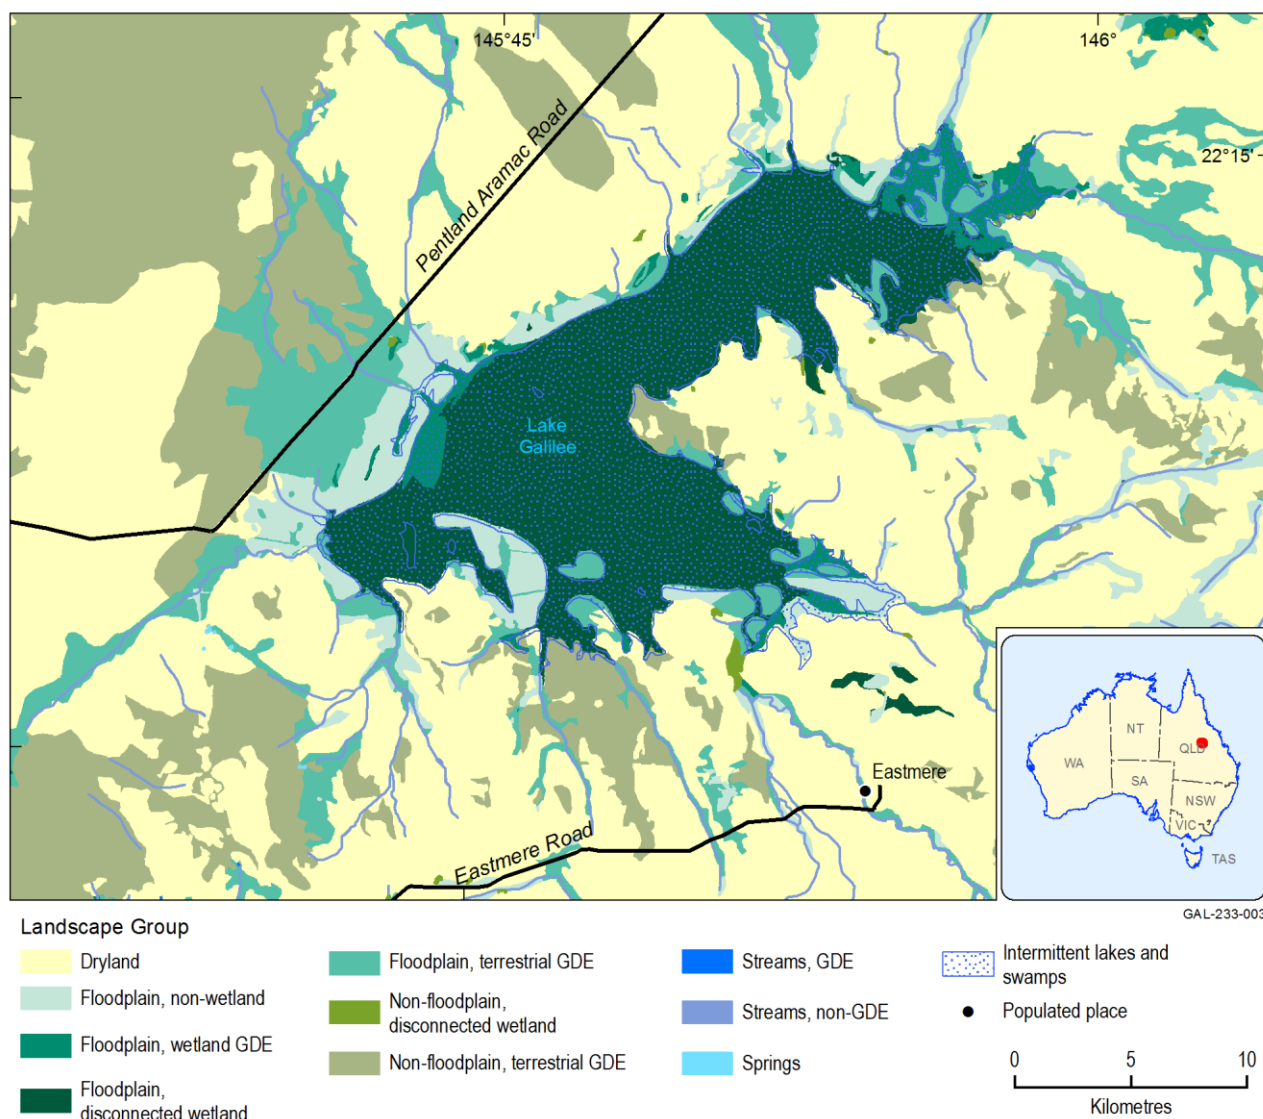 145°45'
146°
22°15'
Pentland Aramac Road
Lake
Galilee
Eastmere
Eastmere Road
NT
QLD
WA
SA
NSW
VIC
TAS
GAL-233-003
Landscape Group
Dryland
Floodplain, non-wetland
Floodplain, wetland GDE
Floodplain,
disconnected wetland
Floodplain, terrestrial GDE
Non-floodplain,
disconnected wetland
Non-floodplain, terrestrial GDE
Streams, GDE
Streams, non-GDE
Springs
Intermittent lakes and
swamps
Populated place
0 5 10
Kilometres